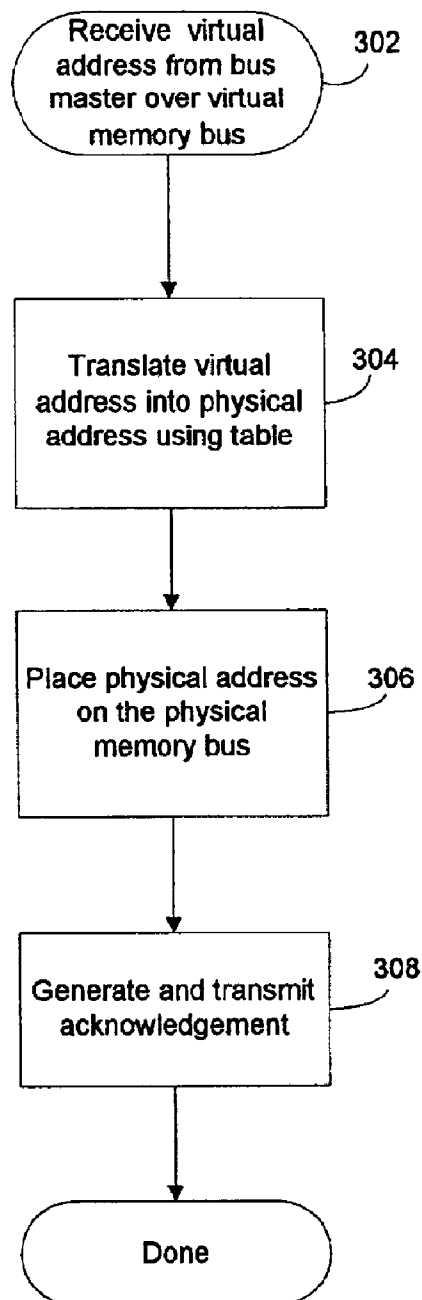 Receive virtual
address from bus
master over virtual
memory bus
302
Translate virtual
address into physical
address using table
304
Place physical address
on the physical
memory bus
306
Generate and transmit
acknowledgement
308
Done